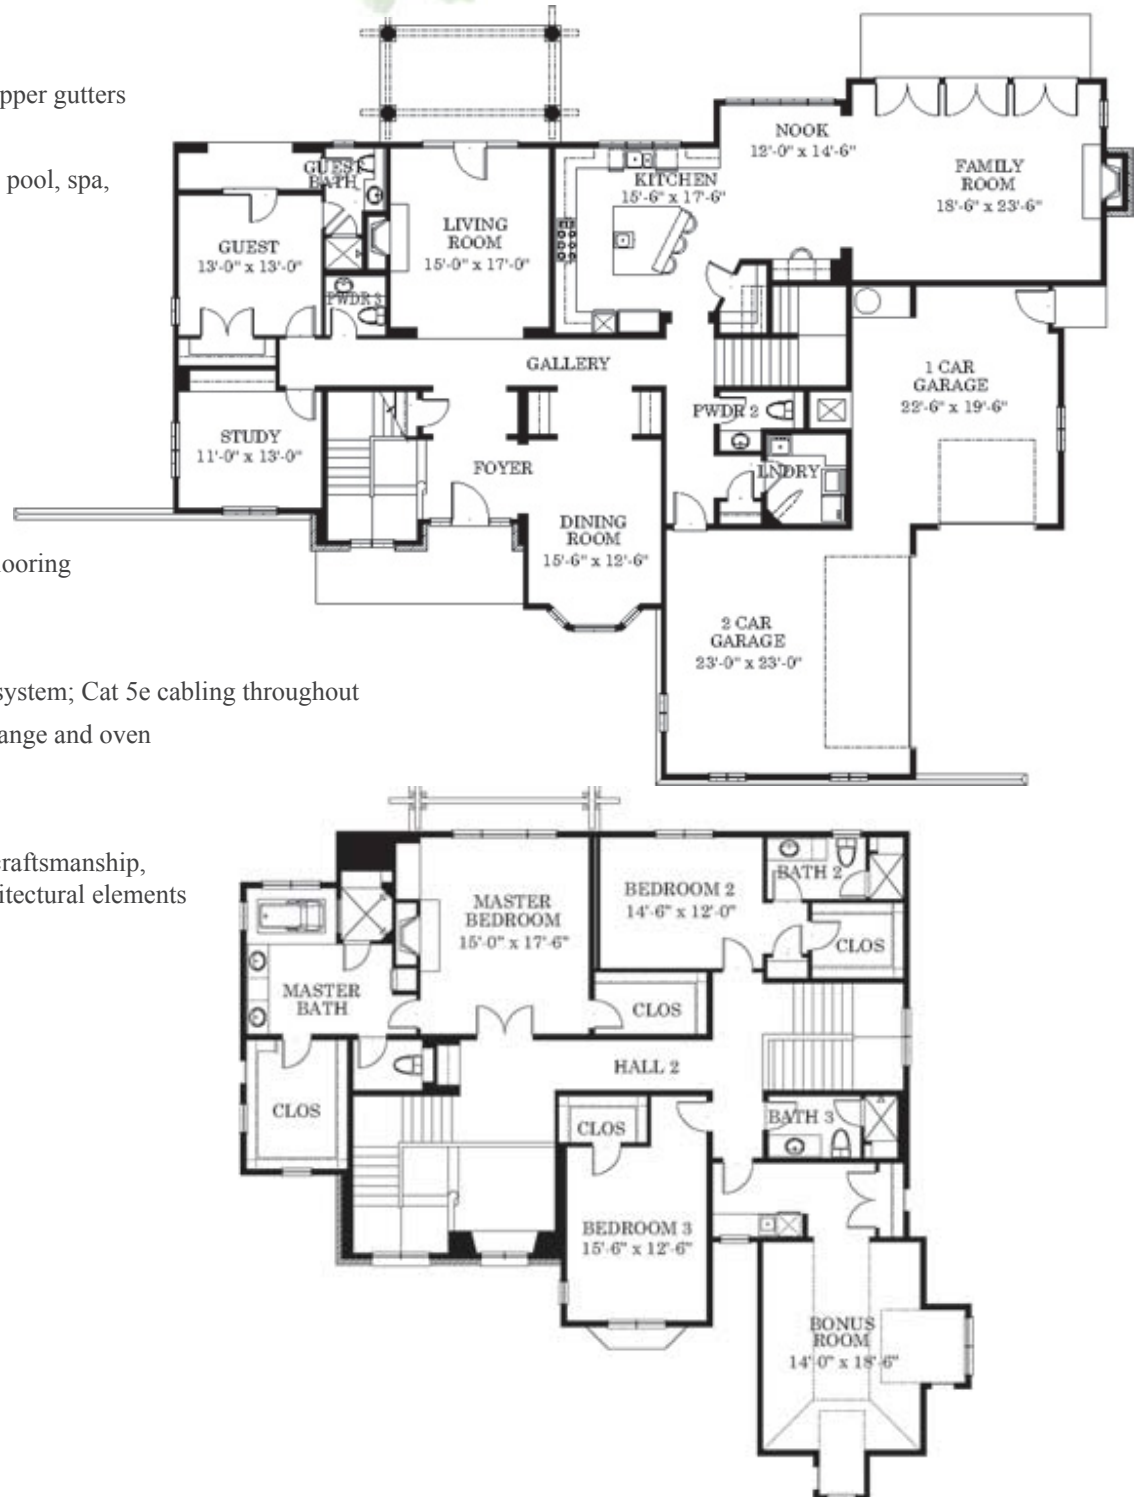 pper gutters
pool, spa,
looring
system; Cat 5e cabling throughout
ange and oven
craftsmanship,
itectural elements
NOOK
12'-0" x 14'-6"
FAMILY
ROOM
18'-6" x 23'-6"
GUEST
BATH
KITCHEN
15'-6" x 17'-6"
LIVING
ROOM
15'-0" x 17'-0"
GUEST
13'-0" x 13'-0"
PWDR 3
GALLERY
1 CAR
GARAGE
22'-6" x 19'-6"
PWDR 2
STUDY
11'-0" x 13'-0"
FOYER
LNDRY
DINING
ROOM
15'-6" x 12'-6"
2 CAR
GARAGE
23'-0" x 23'-0"
BATH 2
BEDROOM 2
14'-6" x 12'-0"
MASTER
BEDROOM
15'-0" x 17'-6"
CLOS
MASTER
BATH
CLOS
HALL 2
CLOS
BATH 3
CLOS
BEDROOM 3
15'-6" x 12'-6"
BONUS
ROOM
14'-0" x 18'-6"